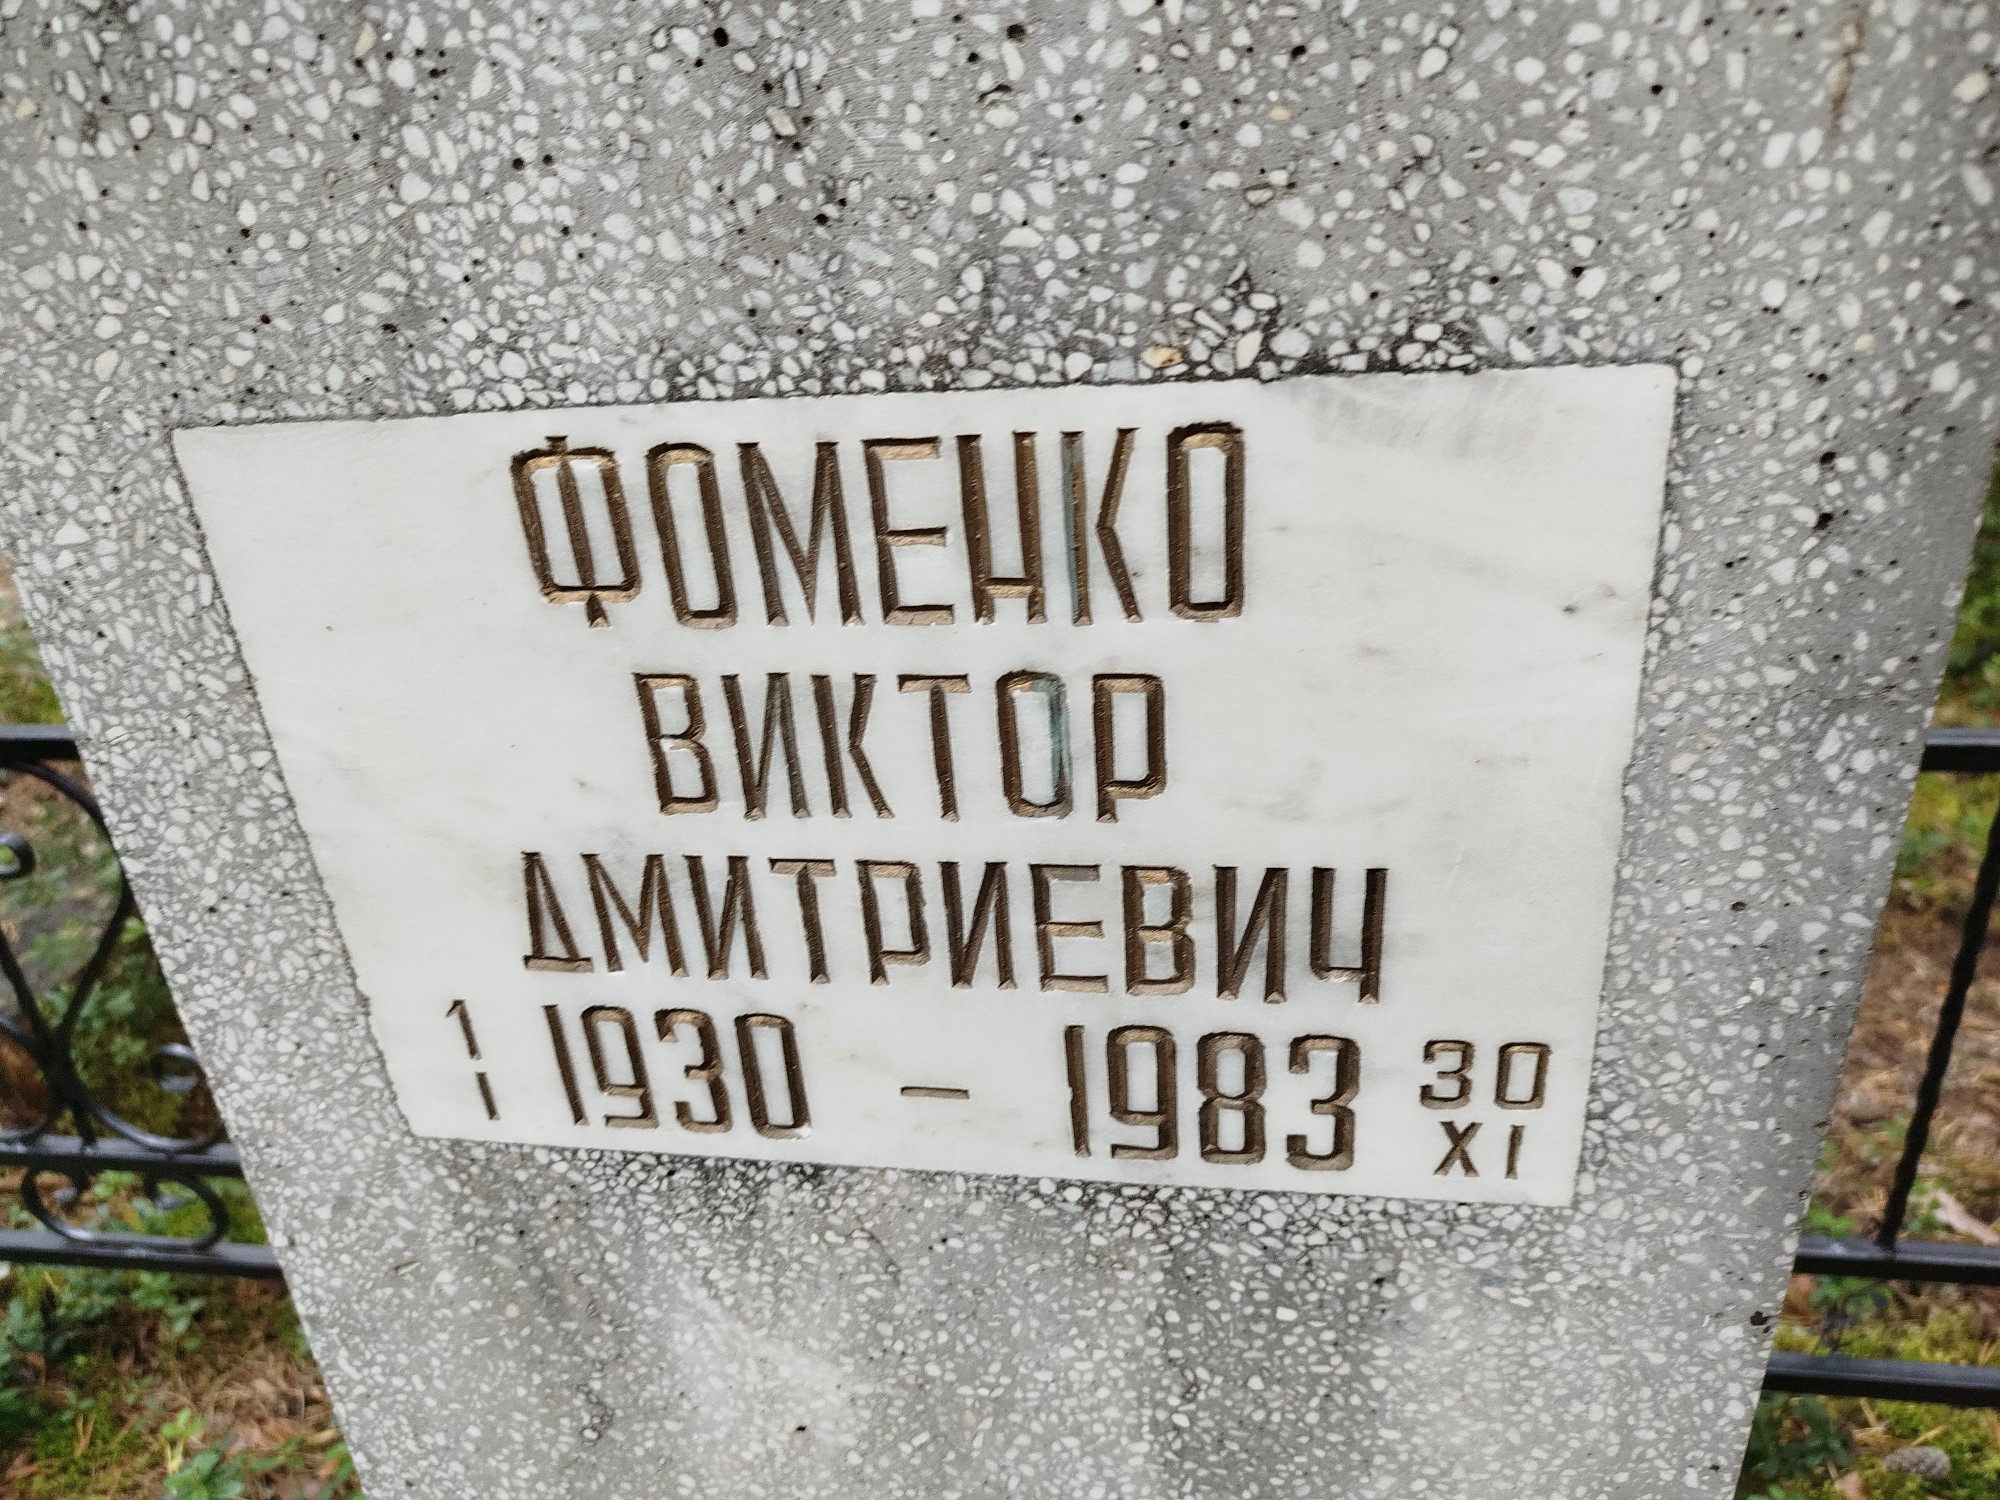 ФОМЕНКО
ВИКТОР
ДМИТРИЕВИЧ
1/I 1930 – 1983 30/XI